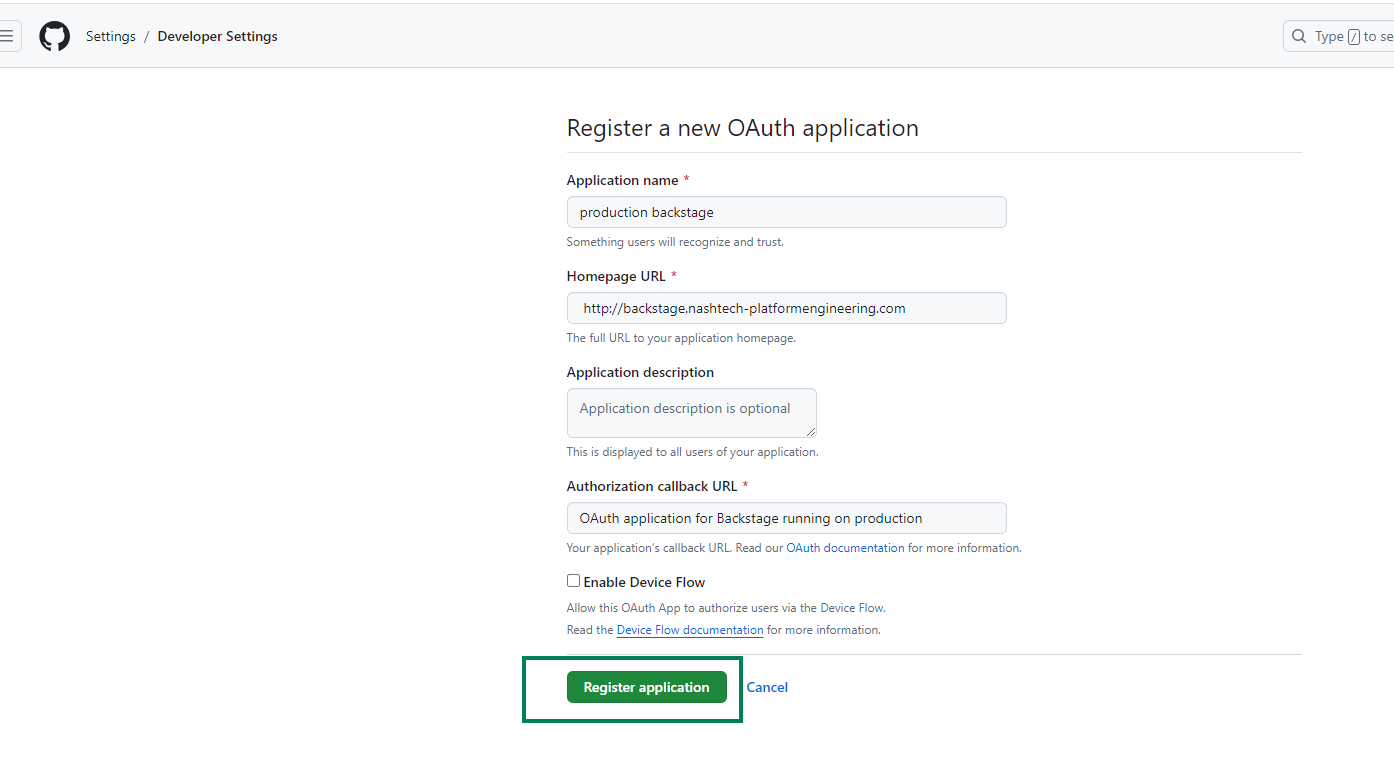 Settings / Developer Settings
Type / to se
Register a new OAuth application
Application name *
production backstage
Something users will recognize and trust.
Homepage URL *
http://backstage.nashtech-platformengineering.com
The full URL to your application homepage.
Application description
Application description is optional
This is displayed to all users of your application.
Authorization callback URL *
OAuth application for Backstage running on production
Your application's callback URL. Read our OAuth documentation for more information.
Enable Device Flow
Allow this OAuth App to authorize users via the Device Flow.
Read the Device Flow documentation for more information.
Register application Cancel